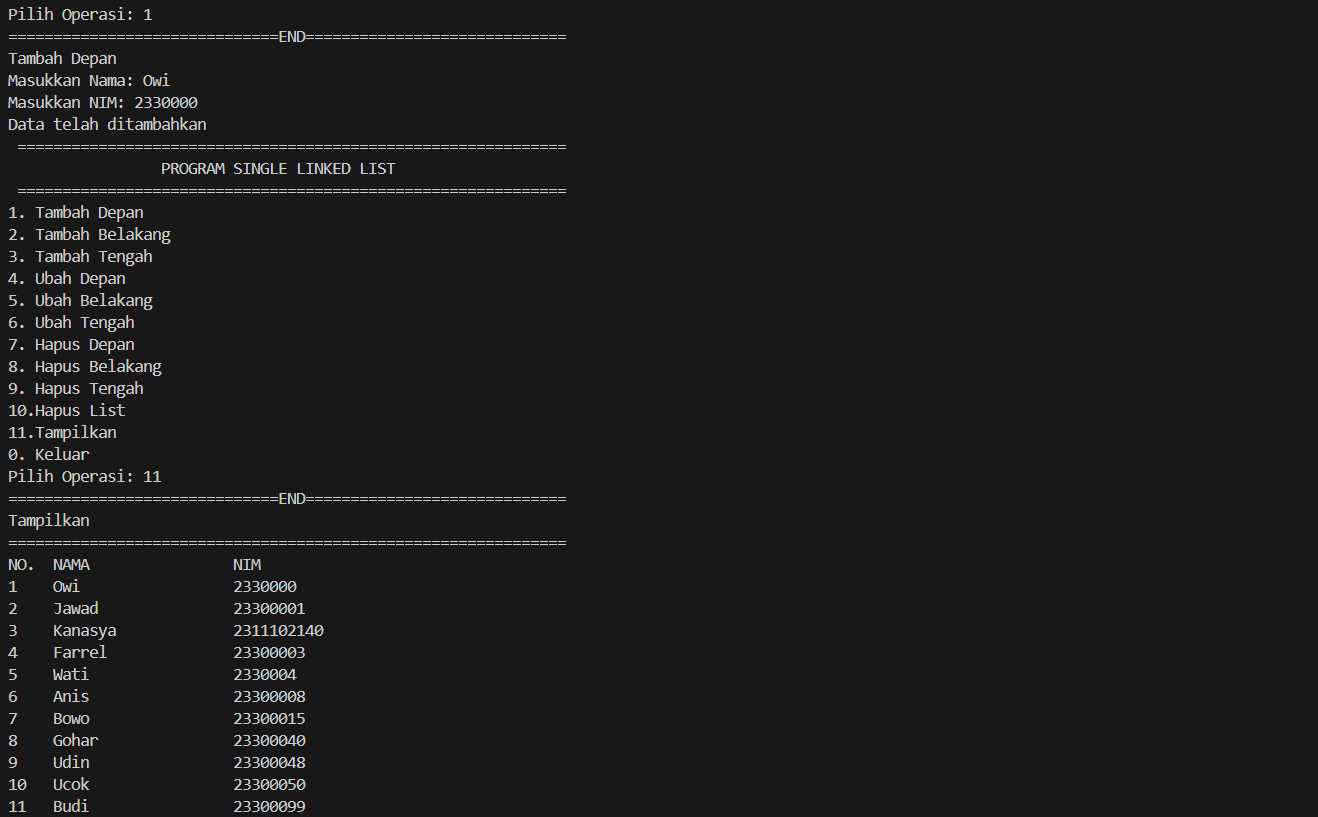 Pilih Operasi: 1
==============================END=============================
Tambah Depan
Masukkan Nama: Owi
Masukkan NIM: 2330000
Data telah ditambahkan
=============================================================
PROGRAM SINGLE LINKED LIST
=============================================================
1. Tambah Depan
2. Tambah Belakang
3. Tambah Tengah
4. Ubah Depan
5. Ubah Belakang
6. Ubah Tengah
7. Hapus Depan
8. Hapus Belakang
9. Hapus Tengah
10.Hapus List
11.Tampilkan
0. Keluar
Pilih Operasi: 11
==============================END=============================
Tampilkan
==============================================================
NO. NAMA NIM
1 Owi 2330000
2 Jawad 23300001
3 Kanasya 2311102140
4 Farrel 23300003
5 Wati 2330004
6 Anis 23300008
7 Bowo 23300015
8 Gohar 23300040
9 Udin 23300048
10 Ucok 23300050
11 Budi 23300099